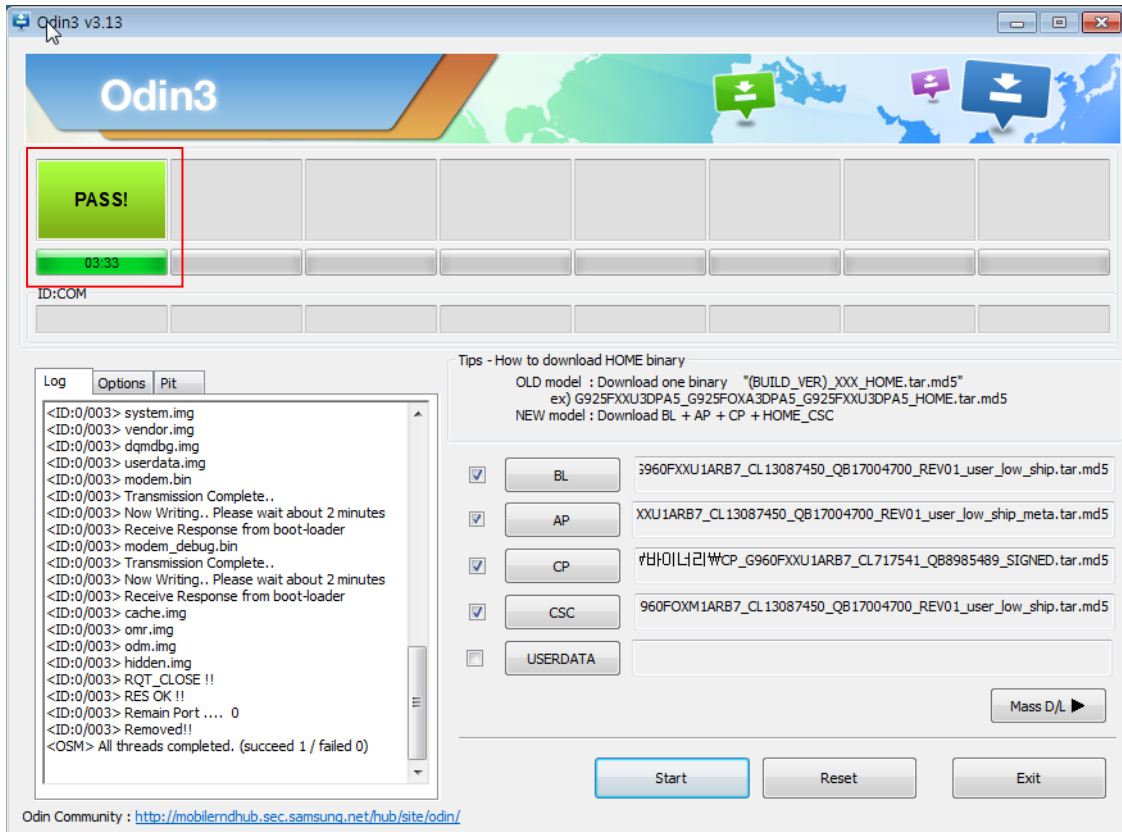 Odin3 v3.13
Odin3
PASS!
03:33
ID:COM
Log
Options
Pit
<ID:0/003> system.img
<ID:0/003> vendor.img
<ID:0/003> dqmdbg.img
<ID:0/003> userdata.img
<ID:0/003> modem.bin
<ID:0/003> Transmission Complete..
<ID:0/003> Now Writing.. Please wait about 2 minutes
<ID:0/003> Receive Response from boot-loader
<ID:0/003> modem_debug.bin
<ID:0/003> Transmission Complete..
<ID:0/003> Now Writing.. Please wait about 2 minutes
<ID:0/003> Receive Response from boot-loader
<ID:0/003> cache.img
<ID:0/003> omr.img
<ID:0/003> odm.img
<ID:0/003> hidden.img
<ID:0/003> RQT_CLOSE !!
<ID:0/003> RES OK !!
<ID:0/003> Remain Port .... 0
<ID:0/003> Removed!!
<OSM> All threads completed. (succeed 1 / failed 0)
Tips - How to download HOME binary
OLD model : Download one binary "(BUILD_VER)_XXX_HOME.tar.md5"
ex) G925FXXU3DPA5_G925FOXA3DPA5_G925FXXU3DPA5_HOME.tar.md5
NEW model : Download BL + AP + CP + HOME_CSC
BL
G960FXXU1ARB7_CL13087450_QB17004700_REV01_user_low_ship.tar.md5
AP
XXU1ARB7_CL13087450_QB17004700_REV01_user_low_ship_meta.tar.md5
CP
바이너리₩CP_G960FXXU1ARB7_CL717541_QB8985489_SIGNED.tar.md5
CSC
960FOXM1ARB7_CL13087450_QB17004700_REV01_user_low_ship.tar.md5
USERDATA
Mass D/L ▶
Start
Reset
Exit
Odin Community : http://mobilerndhub.sec.samsung.net/hub/site/odin/